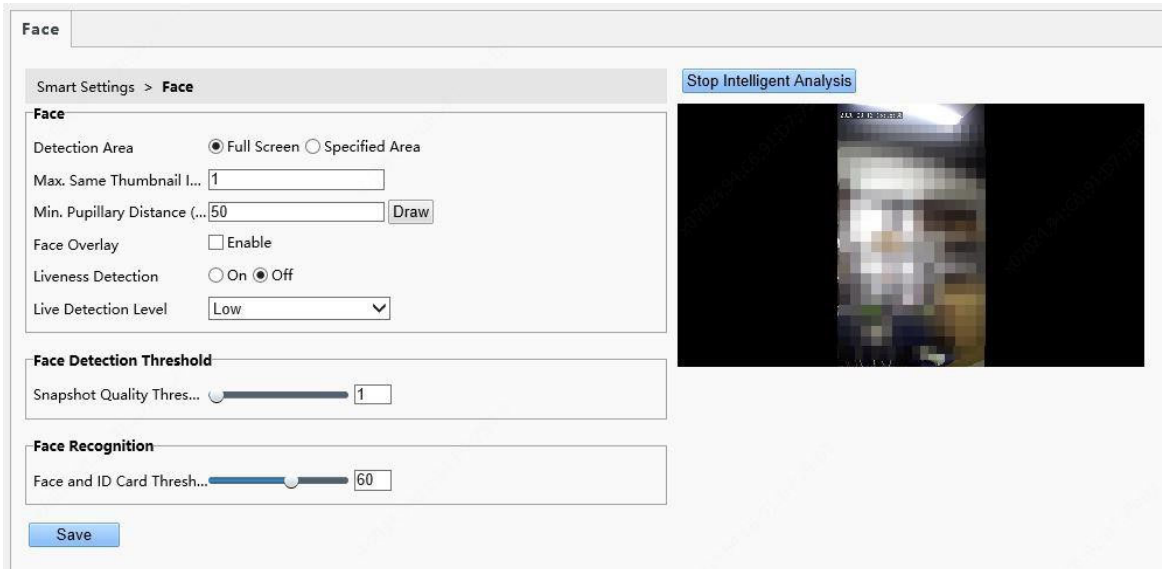 Face
Smart Settings > Face
Stop Intelligent Analysis
Face
Detection Area Full Screen Specified Area
Max. Same Thumbnail I... 1
Min. Pupillary Distance (... 50 Draw
Face Overlay Enable
Liveness Detection On Off
Live Detection Level Low
Face Detection Threshold
Snapshot Quality Thres... 1
Face Recognition
Face and ID Card Thresh... 60
Save